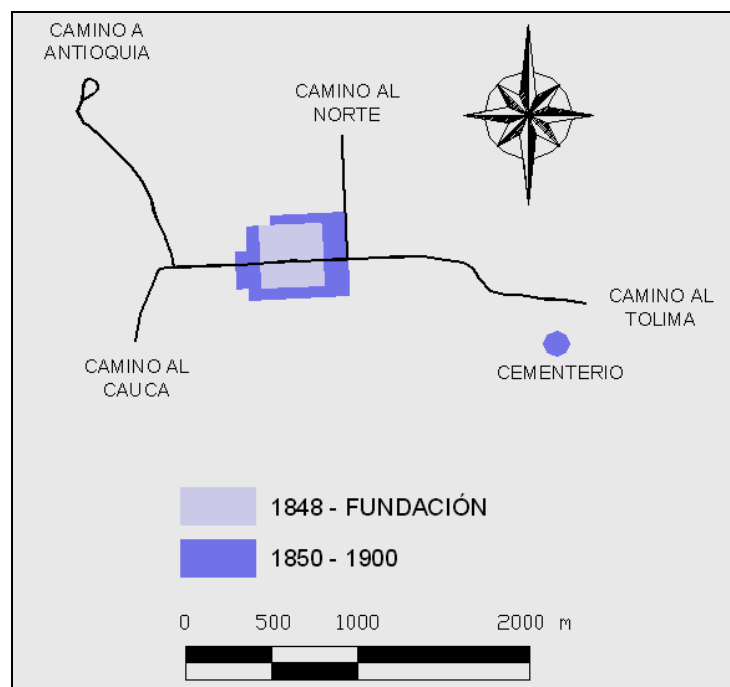 CAMINO A
ANTIOQUIA
CAMINO AL
NORTE
CAMINO AL
TOLIMA
CAMINO AL
CAUCA
CEMENTERIO
1848 - FUNDACIÓN
1850 - 1900
0 500 1000 2000 m